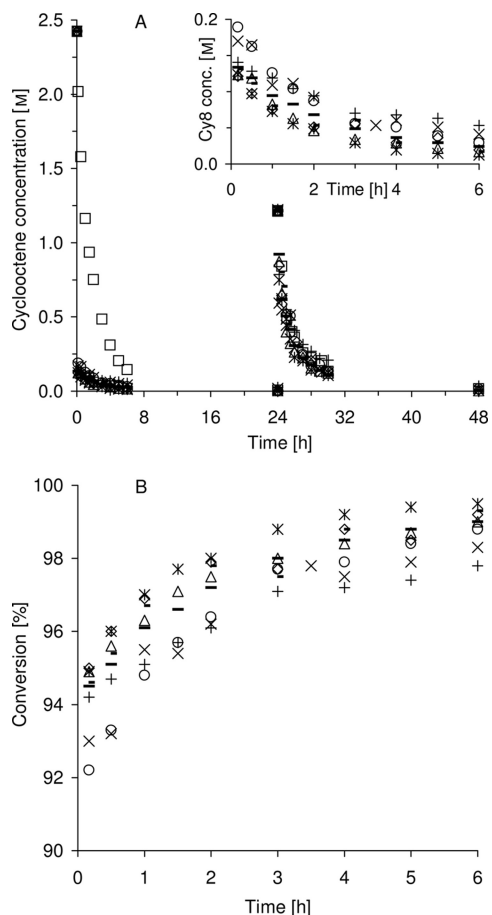 A
Cyclooctene concentration [M]
2.5
2.0
1.5
1.0
0.5
0.0
0 8 16 24 32 40 48
Time [h]
Cy8 conc. [M]
0.2
0.1
0.0
0 2 Time [h] 4 6
B
Conversion [%]
100
98
96
94
92
90
0 1 2 3 4 5 6
Time [h]